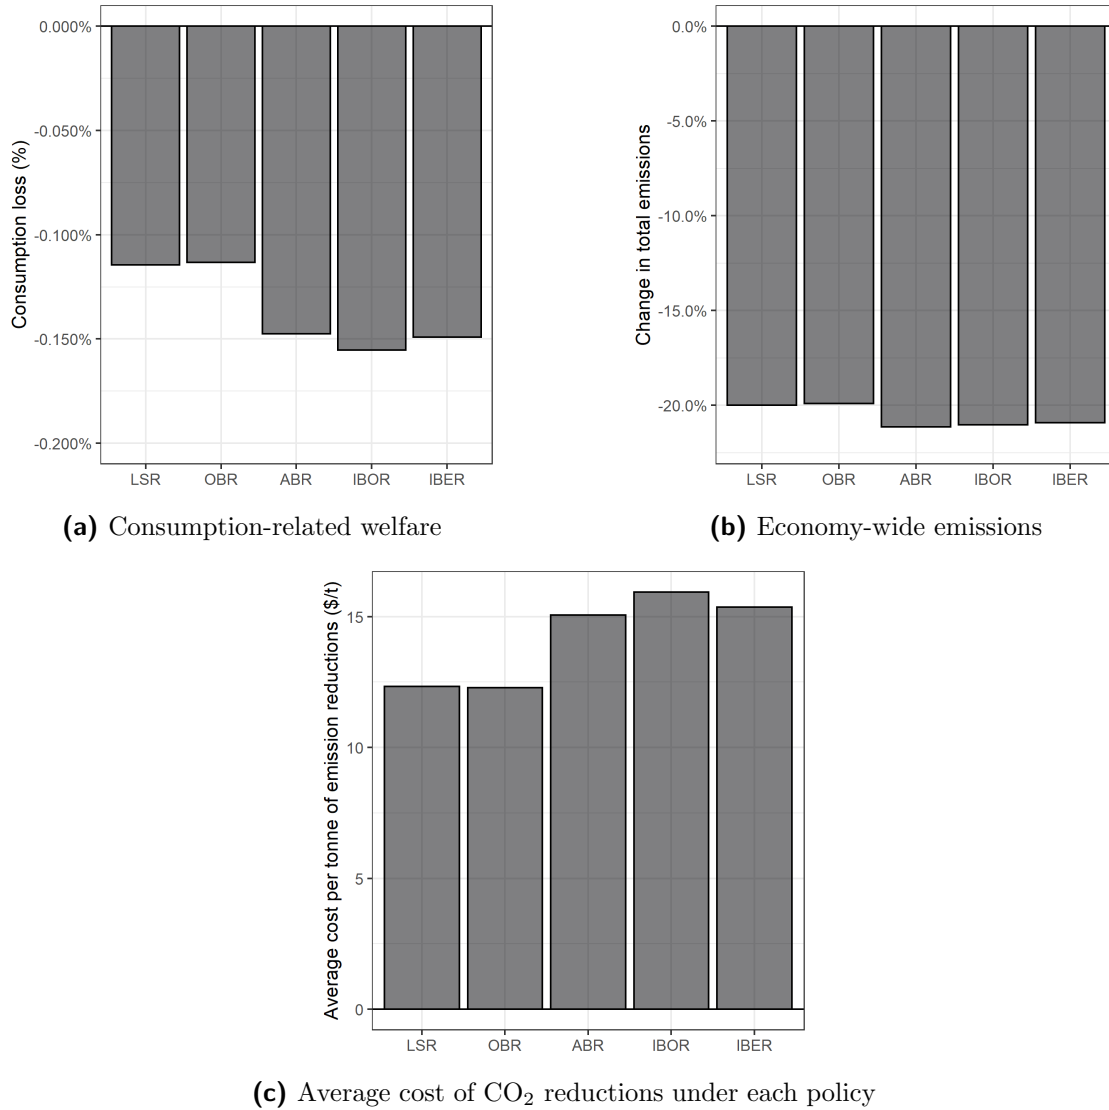 0.000%
-0.050%
-0.100%
-0.150%
-0.200%
Consumption loss (%)
LSR OBR ABR IBOR IBER
(a) Consumption-related welfare
0.0%
-5.0%
-10.0%
-15.0%
-20.0%
Change in total emissions
LSR OBR ABR IBOR IBER
(b) Economy-wide emissions
15
10
5
0
Average cost per tonne of emission reductions ($/t)
LSR OBR ABR IBOR IBER
(c) Average cost of CO₂ reductions under each policy